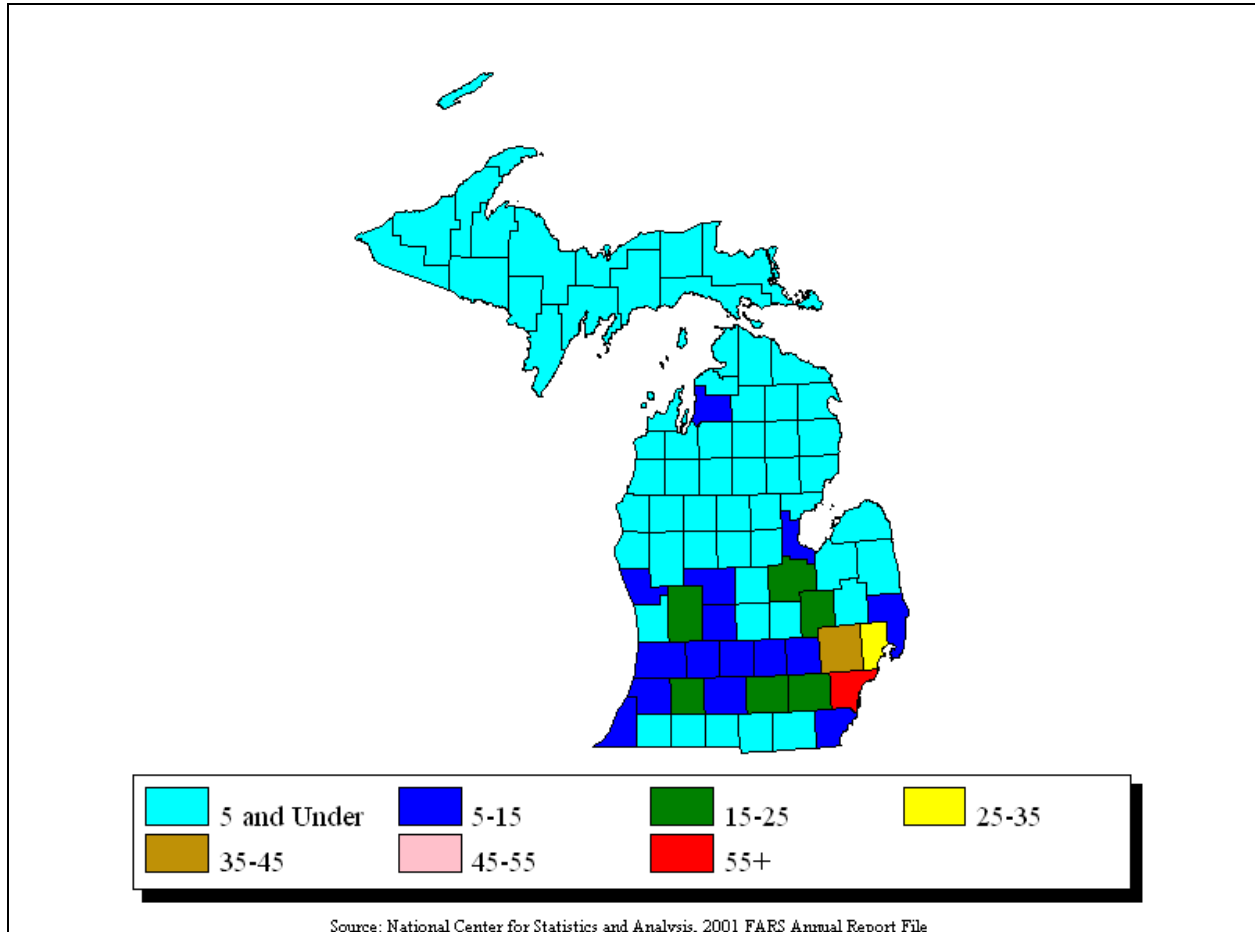 5 and Under 5-15 15-25 25-35
35-45 45-55 55+
Source: National Center for Statistics and Analysis, 2001 FARS Annual Report File